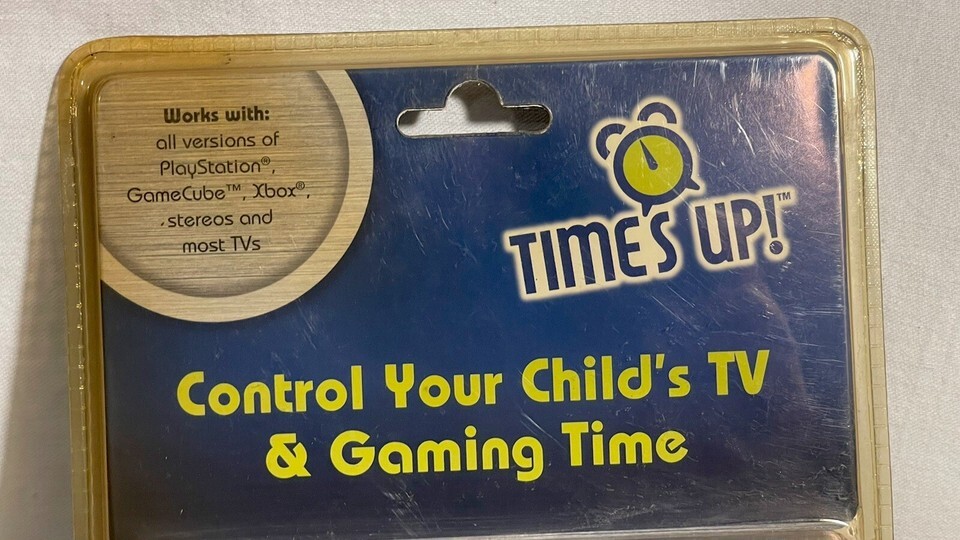 Works with:
all versions of
PlayStation®,
GameCube™, Xbox®,
stereos and
most TVs
TIME'S UP!™
Control Your Child's TV
& Gaming Time